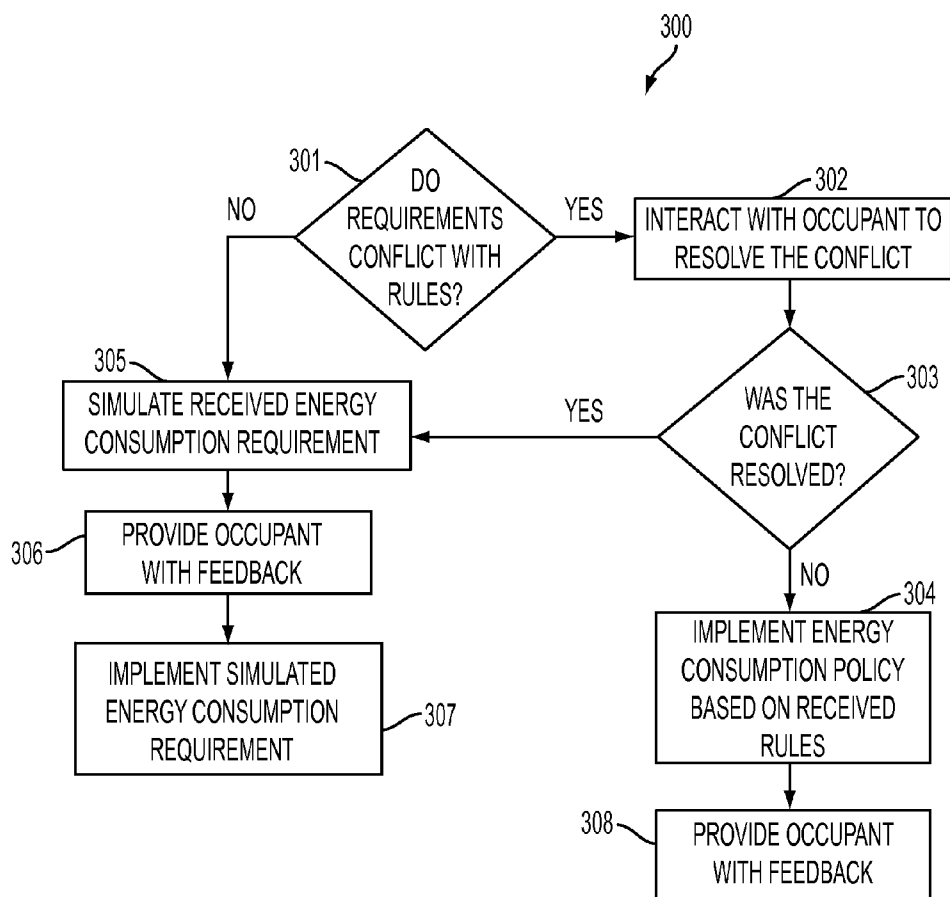 300
301
DO
REQUIREMENTS
CONFLICT WITH
RULES?
NO
YES
302
INTERACT WITH OCCUPANT TO
RESOLVE THE CONFLICT
303
WAS THE
CONFLICT
RESOLVED?
YES
NO
305
SIMULATE RECEIVED ENERGY
CONSUMPTION REQUIREMENT
306
PROVIDE OCCUPANT
WITH FEEDBACK
IMPLEMENT SIMULATED
ENERGY CONSUMPTION
REQUIREMENT
307
304
IMPLEMENT ENERGY
CONSUMPTION POLICY
BASED ON RECEIVED
RULES
308
PROVIDE OCCUPANT
WITH FEEDBACK